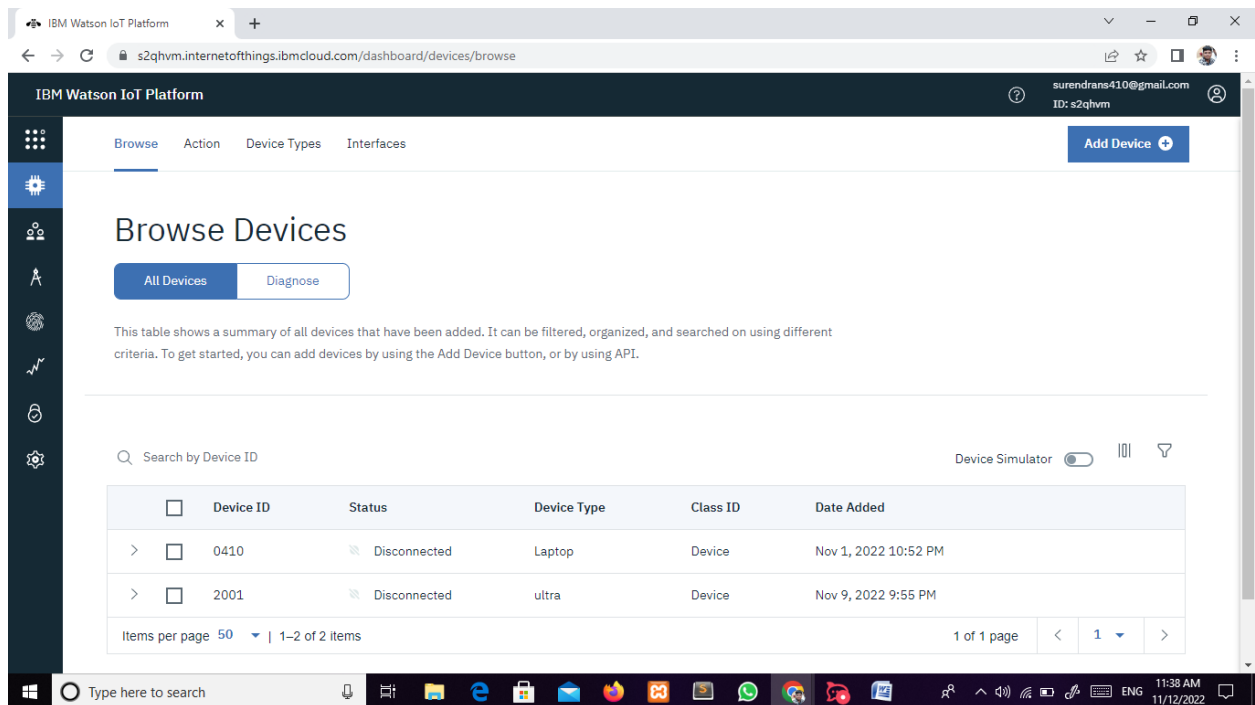 IBM Watson IoT Platform
s2qhvm.internetofthings.ibmcloud.com/dashboard/devices/browse
IBM Watson IoT Platform
surendrans410@gmail.com
ID: s2qhvm
Browse Action Device Types Interfaces Add Device
Browse Devices
All Devices Diagnose
This table shows a summary of all devices that have been added. It can be filtered, organized, and searched on using different
criteria. To get started, you can add devices by using the Add Device button, or by using API.
Search by Device ID Device Simulator
Device ID Status Device Type Class ID Date Added
0410 Disconnected Laptop Device Nov 1, 2022 10:52 PM
2001 Disconnected ultra Device Nov 9, 2022 9:55 PM
Items per page 50 | 1–2 of 2 items 1 of 1 page 1
Type here to search ENG 11:38 AM
11/12/2022